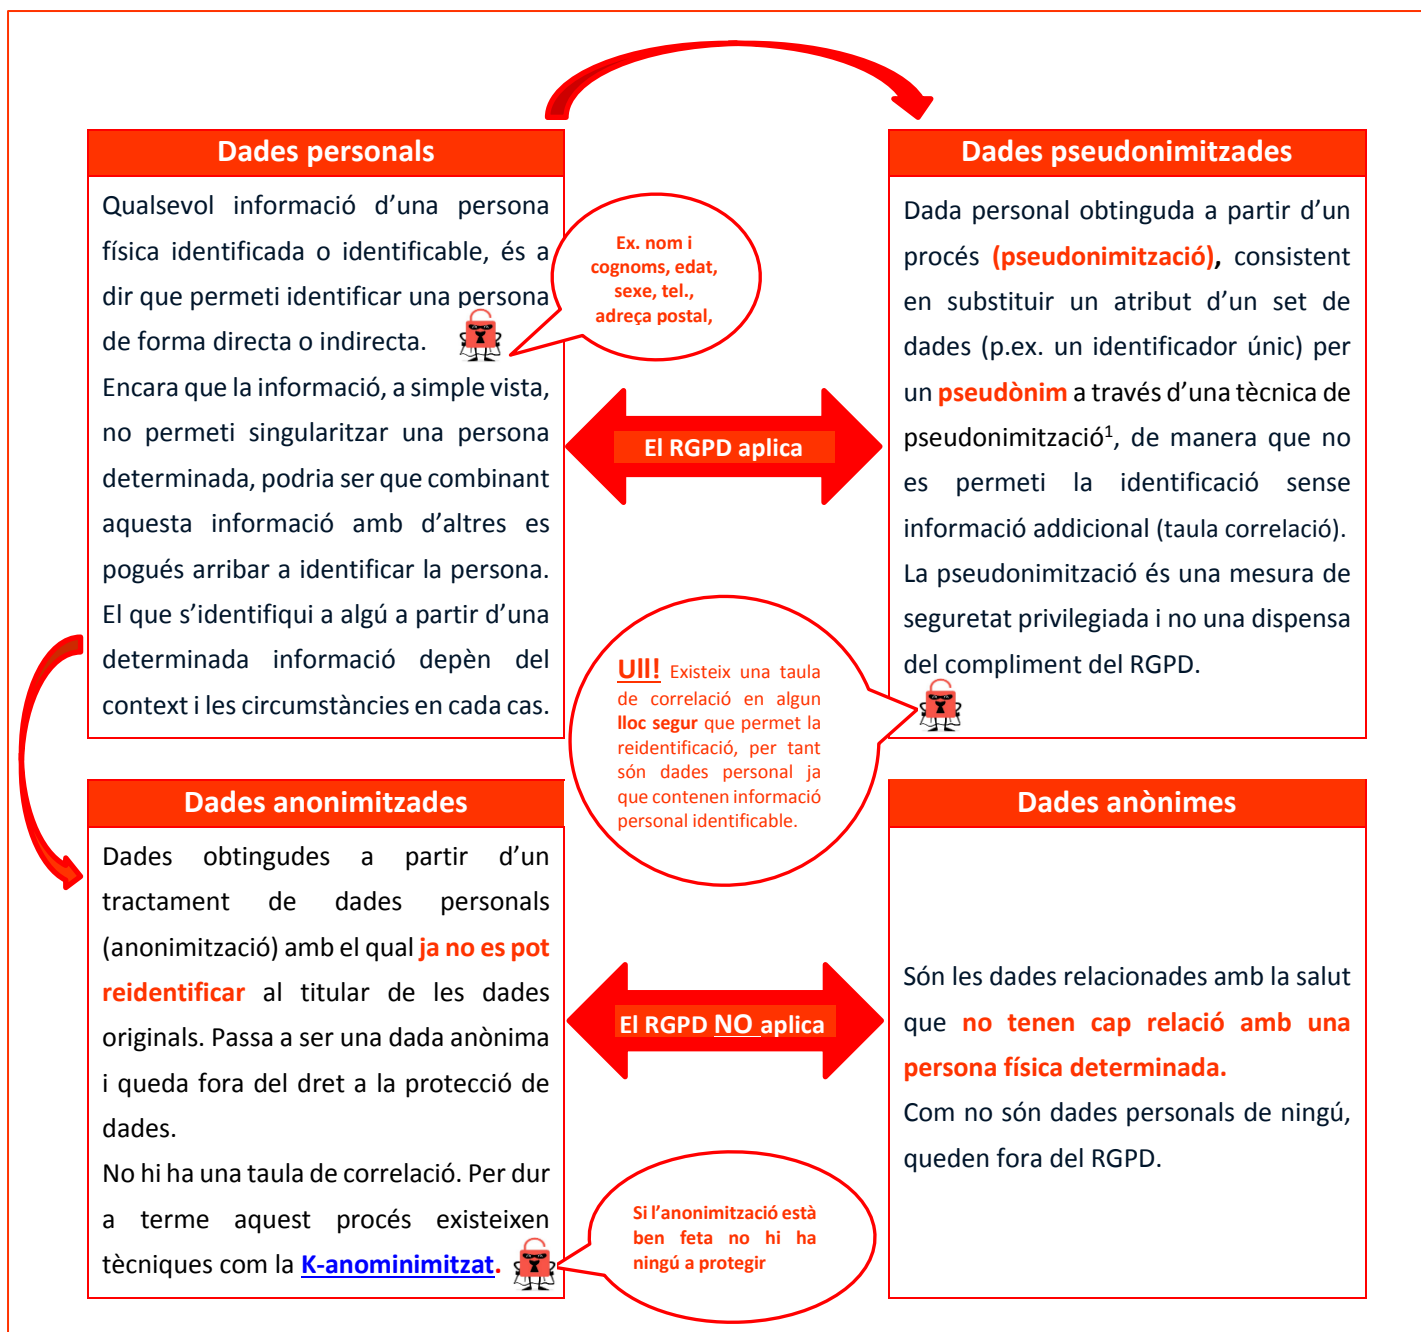 Dades personals
Qualsevol informació d'una persona
física identificada o identificable, és a
dir que permeti identificar una persona
de forma directa o indirecta.
Encara que la informació, a simple vista,
no permeti singularitzar una persona
determinada, podria ser que combinant
aquesta informació amb d'altres es
pogués arribar a identificar la persona.
El que s'identifiqui a algú a partir d'una
determinada informació depèn del
context i les circumstàncies en cada cas.
Ex. nom i
cognoms, edat,
sexe, tel.,
adreça postal,
El RGPD aplica
Dades pseudonimitzades
Dada personal obtinguda a partir d'un
procés (pseudonimització), consistent
en substituir un atribut d'un set de
dades (p.ex. un identificador únic) per
un pseudònim a través d'una tècnica de
pseudonimització¹, de manera que no
es permeti la identificació sense
informació addicional (taula correlació).
La pseudonimització és una mesura de
seguretat privilegiada i no una dispensa
del compliment del RGPD.
Ull! Existeix una taula
de correlació en algun
lloc segur que permet la
reidentificació, per tant
són dades personal ja
que contenen informació
personal identificable.
Dades anonimitzades
Dades obtingudes a partir d'un
tractament de dades personals
(anonimització) amb el qual ja no es pot
reidentificar al titular de les dades
originals. Passa a ser una dada anònima
i queda fora del dret a la protecció de
dades.
No hi ha una taula de correlació. Per dur
a terme aquest procés existeixen
tècniques com la K-anominimitzat.
El RGPD NO aplica
Si l'anonimització està
ben feta no hi ha
ningú a protegir
Dades anònimes
Són les dades relacionades amb la salut
que no tenen cap relació amb una
persona física determinada.
Com no són dades personals de ningú,
queden fora del RGPD.